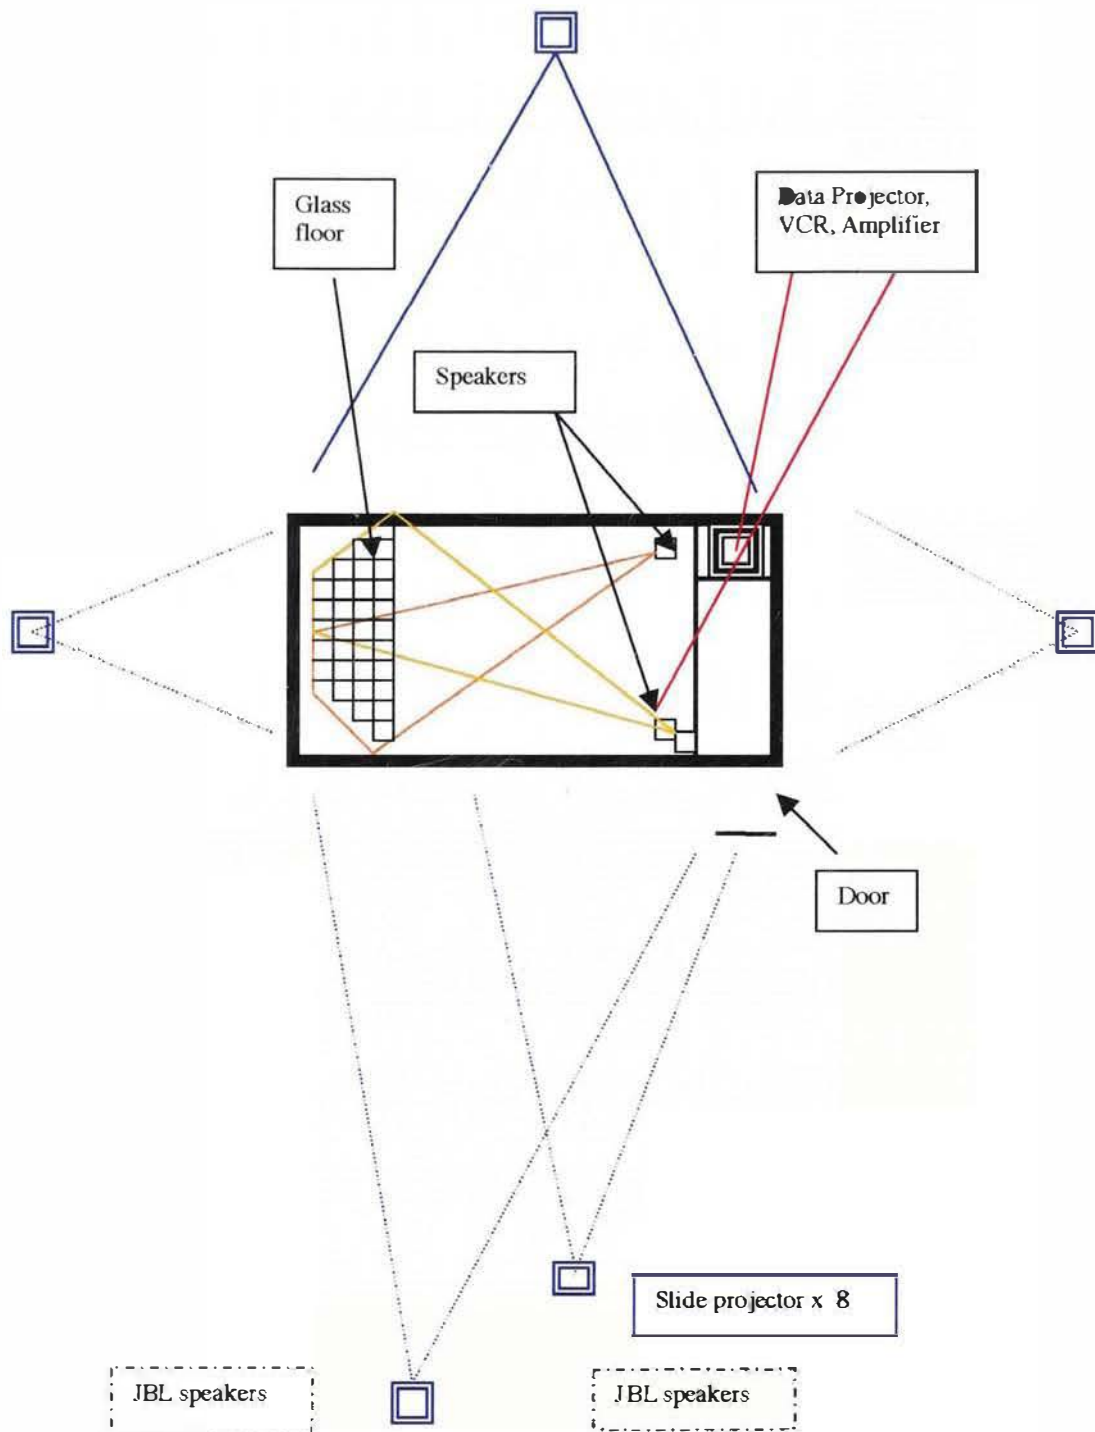 Glass
floor
Data Projector,
VCR, Amplifier
Speakers
Door
Slide projector x 8
JBL speakers
JBL speakers